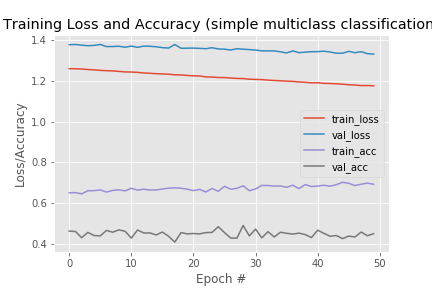 Training Loss and Accuracy (simple multiclass classification
1.4
1.2
1.0
0.8
0.6
0.4
Loss/Accuracy
train_loss
val_loss
train_acc
val_acc
0 10 20 30 40 50
Epoch #